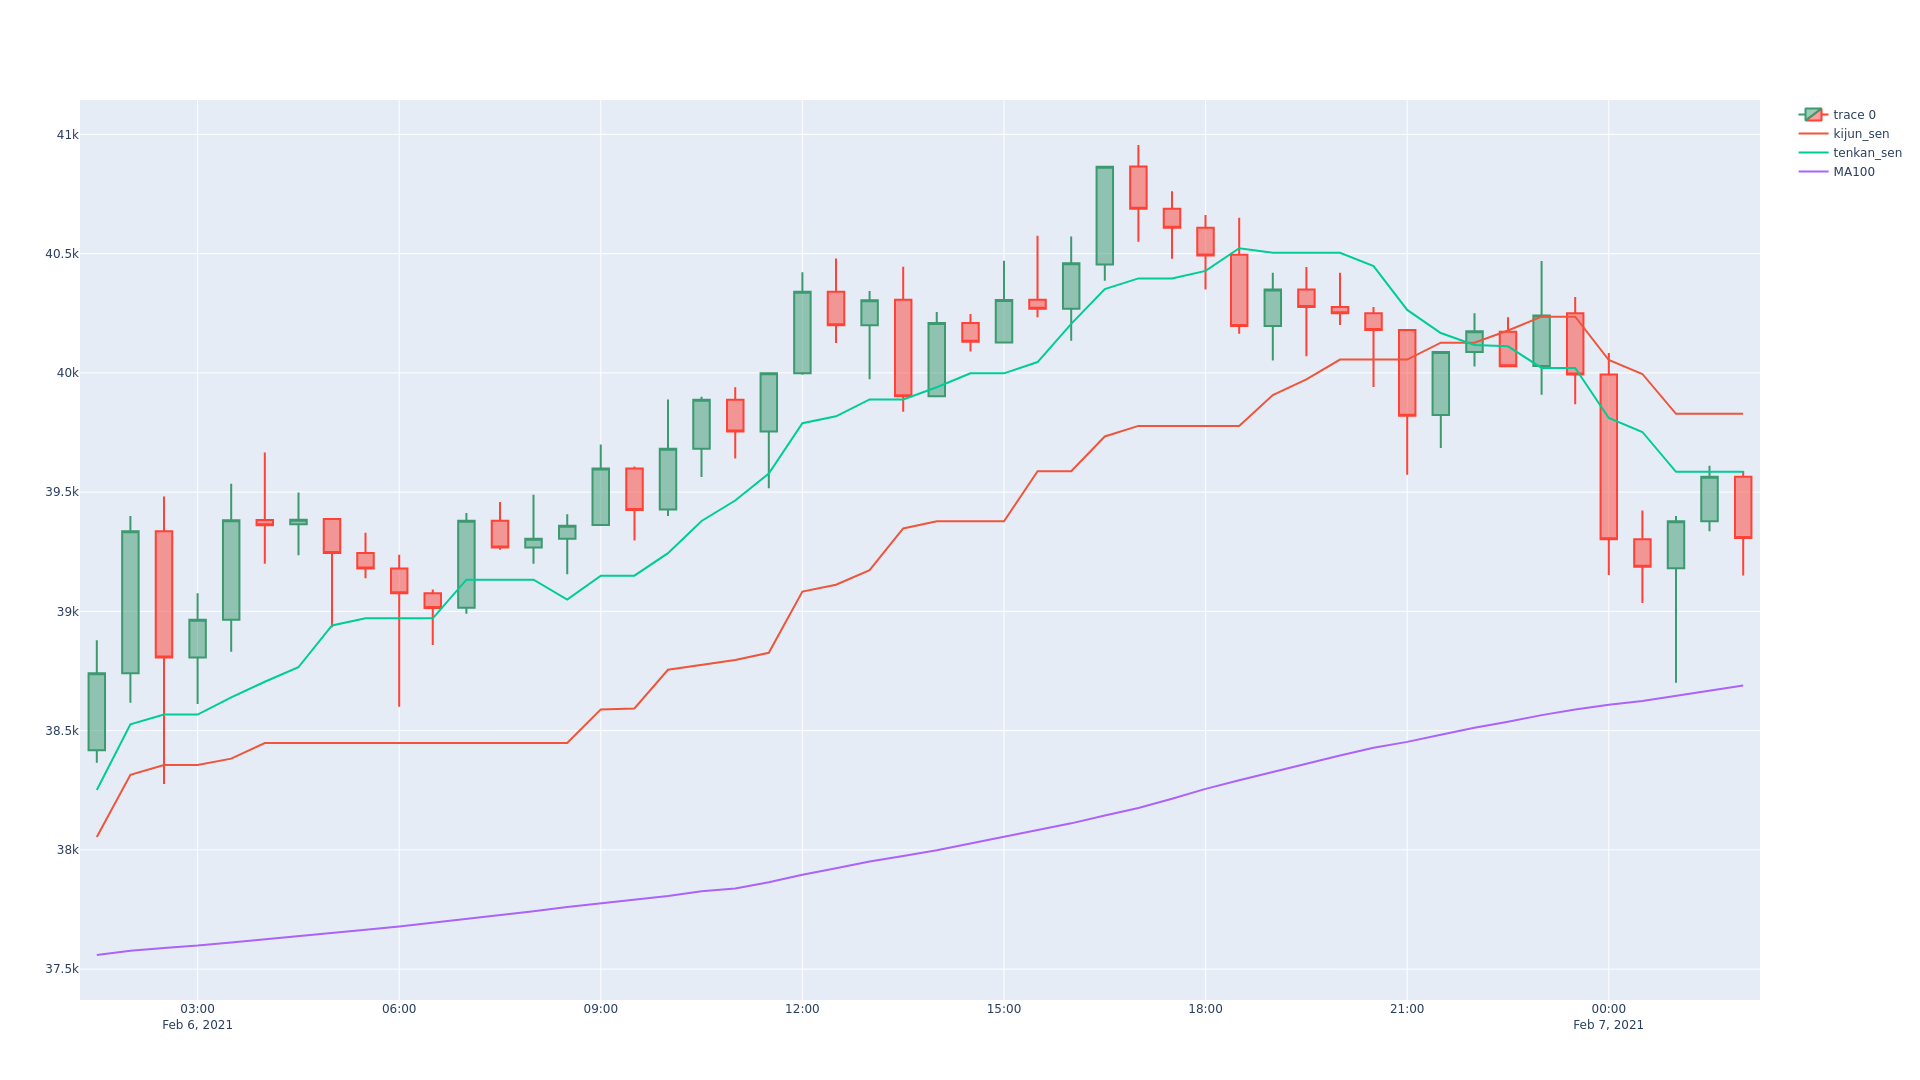 41k
40.5k
40k
39.5k
39k
38.5k
38k
37.5k
03:00
Feb 6, 2021
06:00
09:00
12:00
15:00
18:00
21:00
00:00
Feb 7, 2021
trace 0
kijun_sen
tenkan_sen
MA100